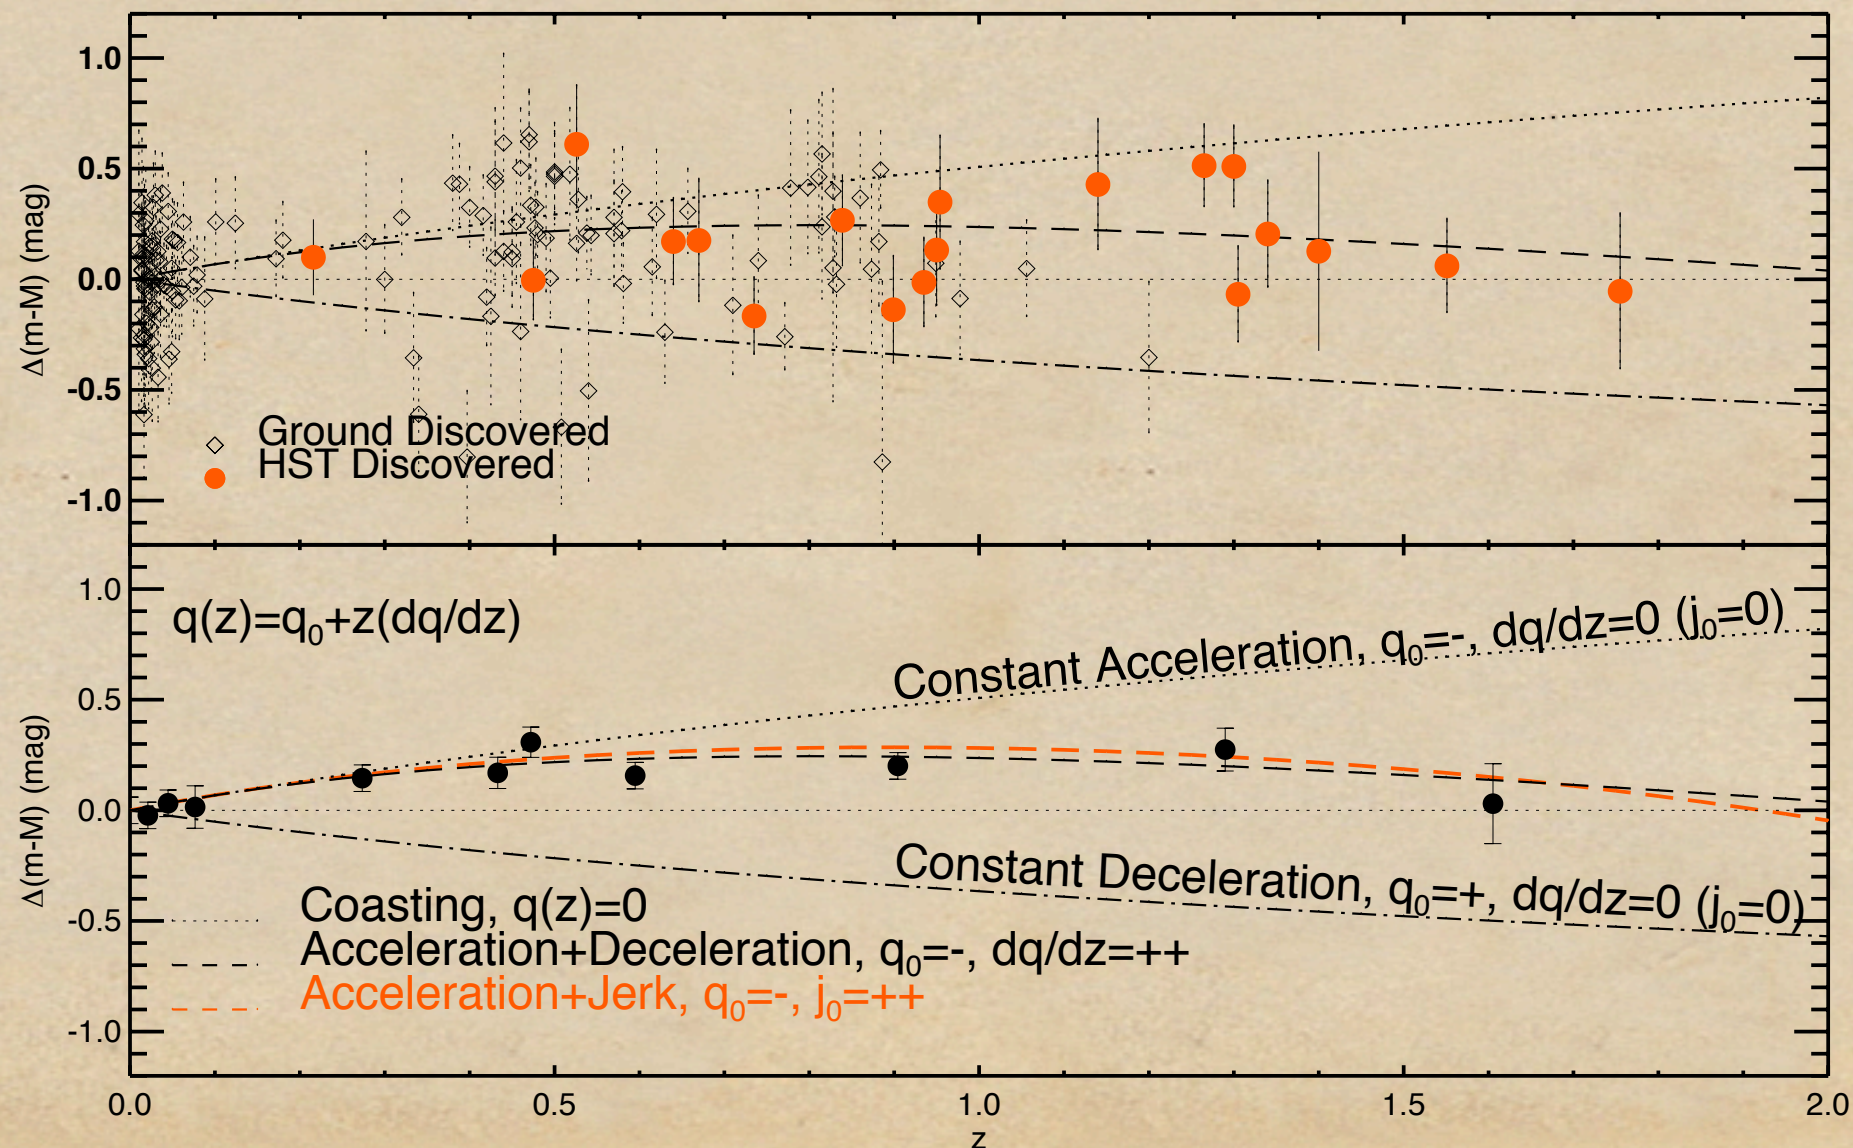 1.0
0.5
0.0
-0.5
-1.0
Δ(m-M) (mag)
Ground Discovered
HST Discovered
1.0
0.5
0.0
-0.5
-1.0
Δ(m-M) (mag)
q(z)=q₀+z(dq/dz)
Constant Acceleration, q₀=-, dq/dz=0 (j₀=0)
Constant Deceleration, q₀=+, dq/dz=0 (j₀=0)
Coasting, q(z)=0
Acceleration+Deceleration, q₀=-, dq/dz=++
Acceleration+Jerk, q₀=-, j₀=++
0.0 0.5 1.0 1.5 2.0
z